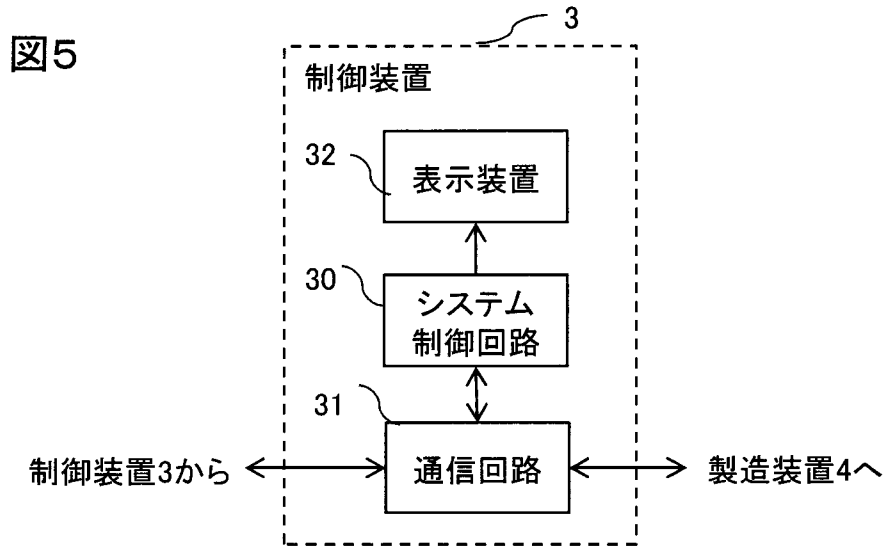 図5
3
制御装置
32
表示装置
30
システム
制御回路
31
通信回路
制御装置3から
製造装置4へ